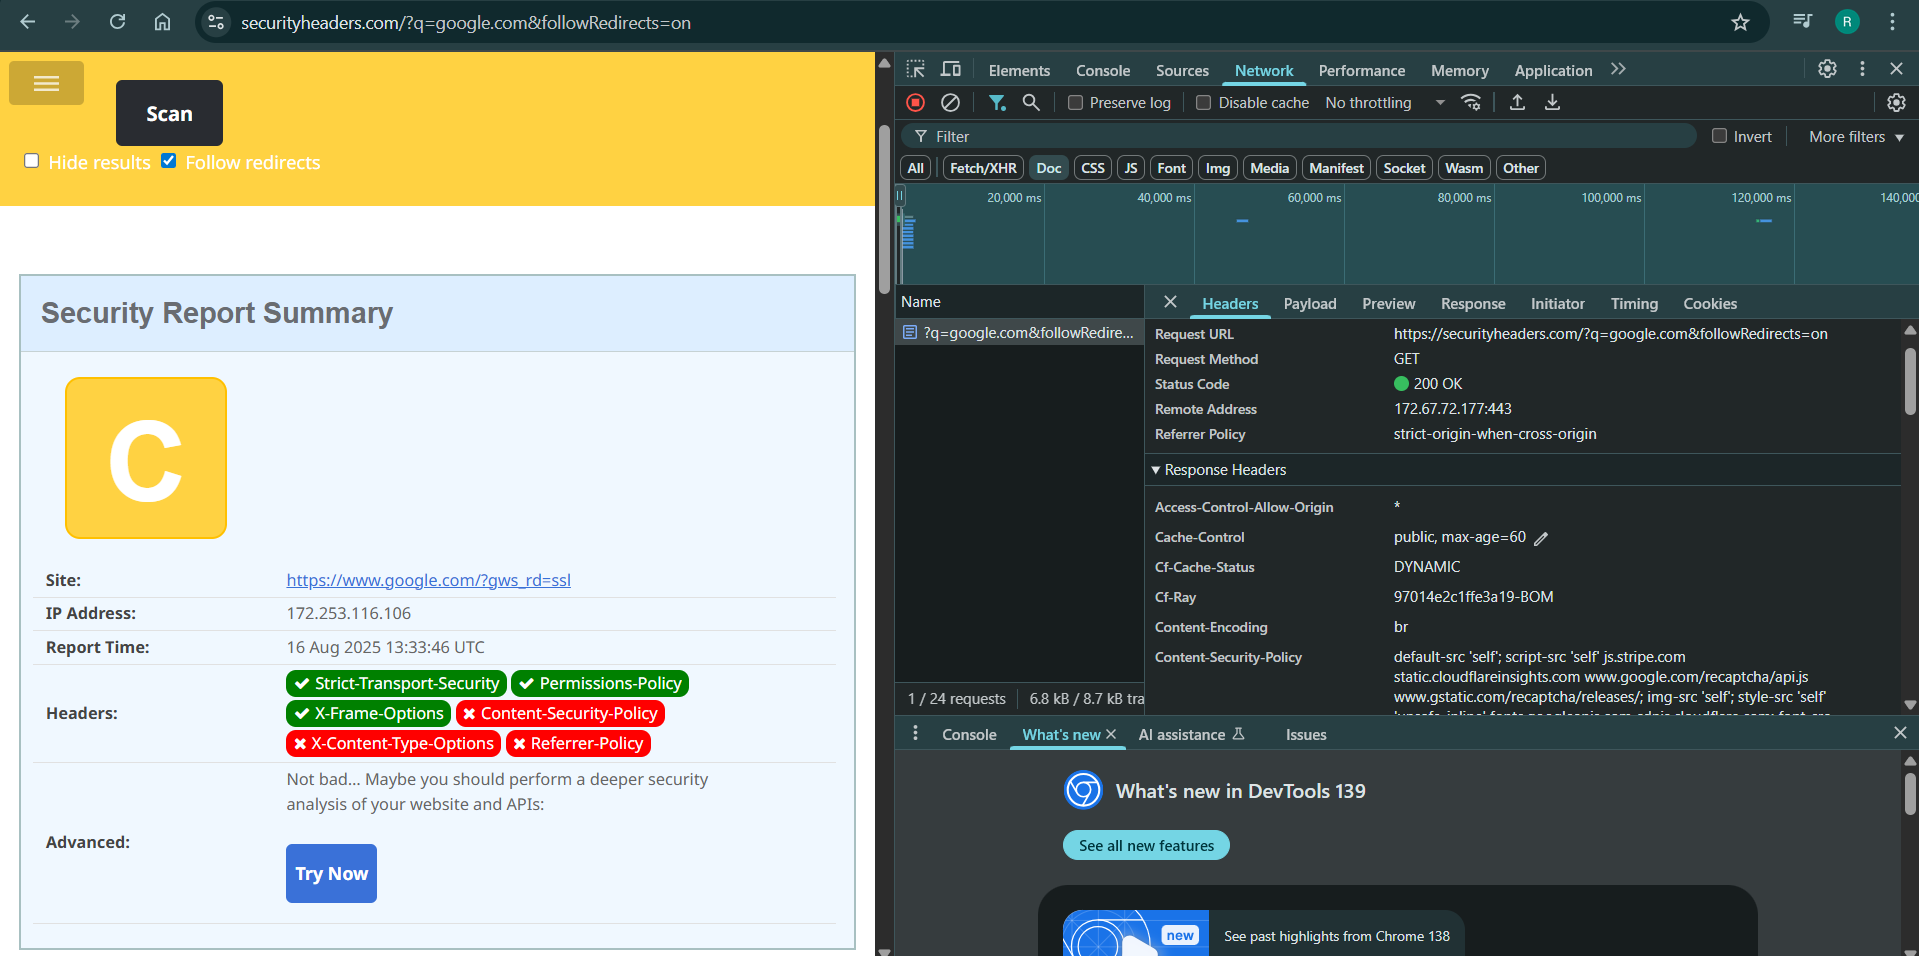 securityheaders.com/?q=google.com&followRedirects=on
R
Scan
Hide results
Follow redirects
Security Report Summary
C
Site:
https://www.google.com/?gws_rd=ssl
IP Address:
172.253.116.106
Report Time:
16 Aug 2025 13:33:46 UTC
Headers:
Strict-Transport-Security
Permissions-Policy
X-Frame-Options
Content-Security-Policy
X-Content-Type-Options
Referrer-Policy
Advanced:
Not bad… Maybe you should perform a deeper security
analysis of your website and APIs:
Try Now
Elements Console Sources Network Performance Memory Application
Preserve log Disable cache No throttling
Filter Invert More filters
All Fetch/XHR Doc CSS JS Font Img Media Manifest Socket Wasm Other
20,000 ms 40,000 ms 60,000 ms 80,000 ms 100,000 ms 120,000 ms 140,000
Name
?q=google.com&followRedire...
1 / 24 requests 6.8 kB / 8.7 kB tra
Headers Payload Preview Response Initiator Timing Cookies
Request URL https://securityheaders.com/?q=google.com&followRedirects=on
Request Method GET
Status Code 200 OK
Remote Address 172.67.72.177:443
Referrer Policy strict-origin-when-cross-origin
Response Headers
Access-Control-Allow-Origin *
Cache-Control public, max-age=60
Cf-Cache-Status DYNAMIC
Cf-Ray 97014e2c1ffe3a19-BOM
Content-Encoding br
Content-Security-Policy default-src 'self'; script-src 'self' js.stripe.com
static.cloudflareinsights.com www.google.com/recaptcha/api.js
www.gstatic.com/recaptcha/releases/; img-src 'self'; style-src 'self'
'unsafe-inline' fonts.googleapis.com cdnjs.cloudflare.com; font-src
Console What's new AI assistance Issues
What's new in DevTools 139
See all new features
new
See past highlights from Chrome 138